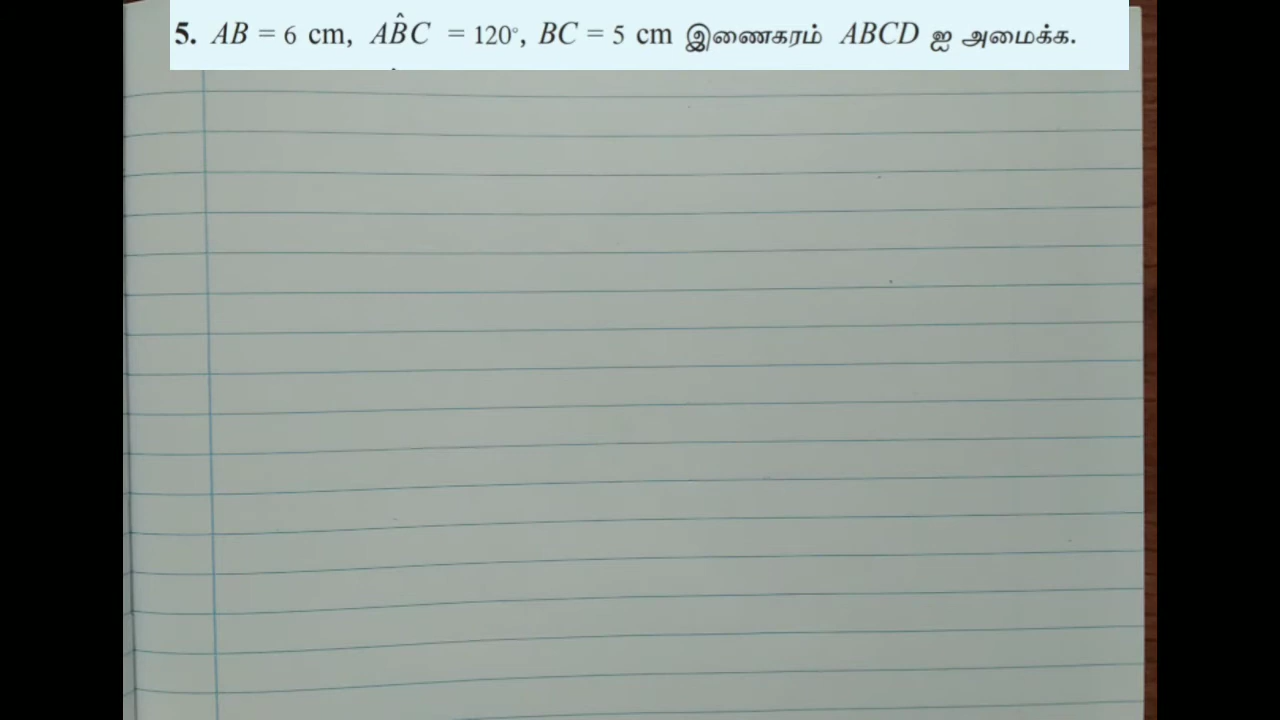 5. AB = 6 cm, AB̂C = 120°, BC = 5 cm இணைகரம் ABCD ஐ அமைக்க.